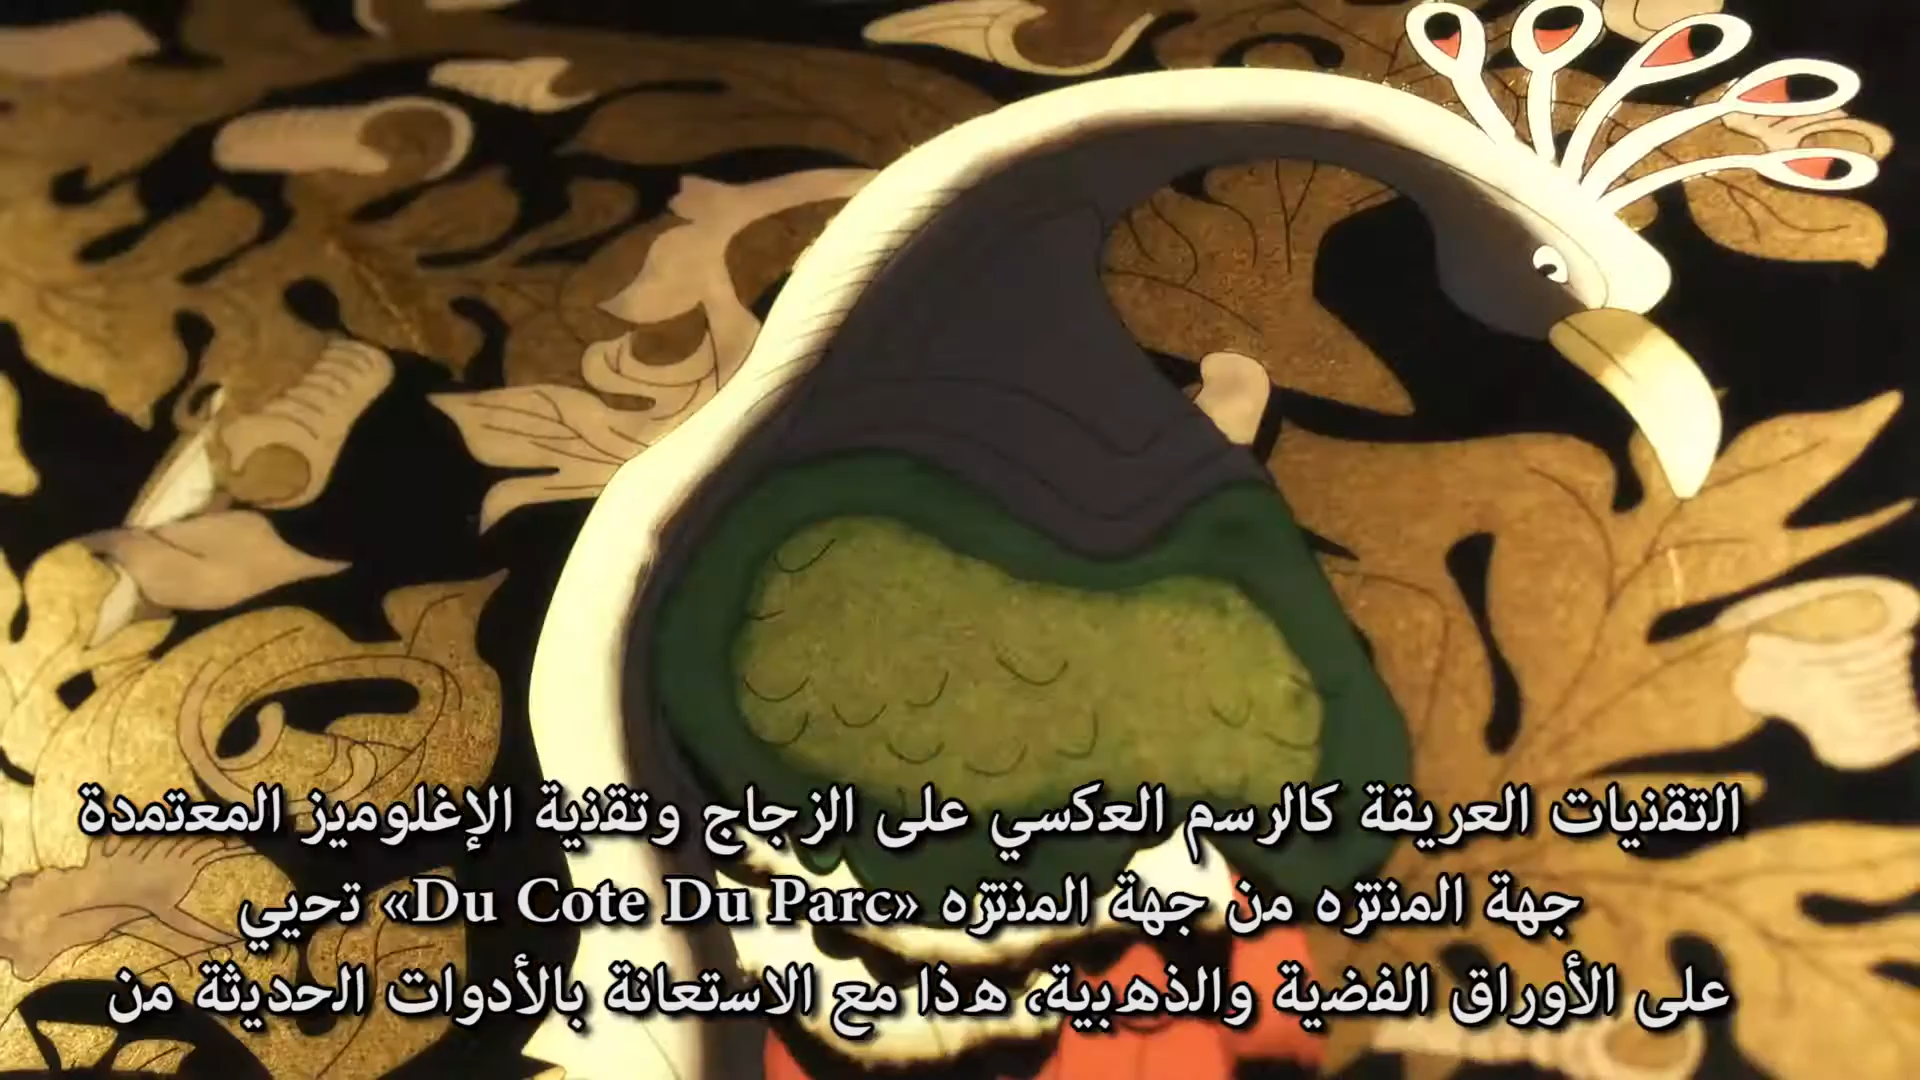 التقنيات العريقة كالرسم العكسي على الزجاج وتقنية الإغلوميز المعتمدة
جهة المنتزه من جهة المنتزه «Du Cote Du Parc» تحيي
على الأوراق الفضية والذهبية، هذا مع الاستعانة بالأدوات الحديثة من